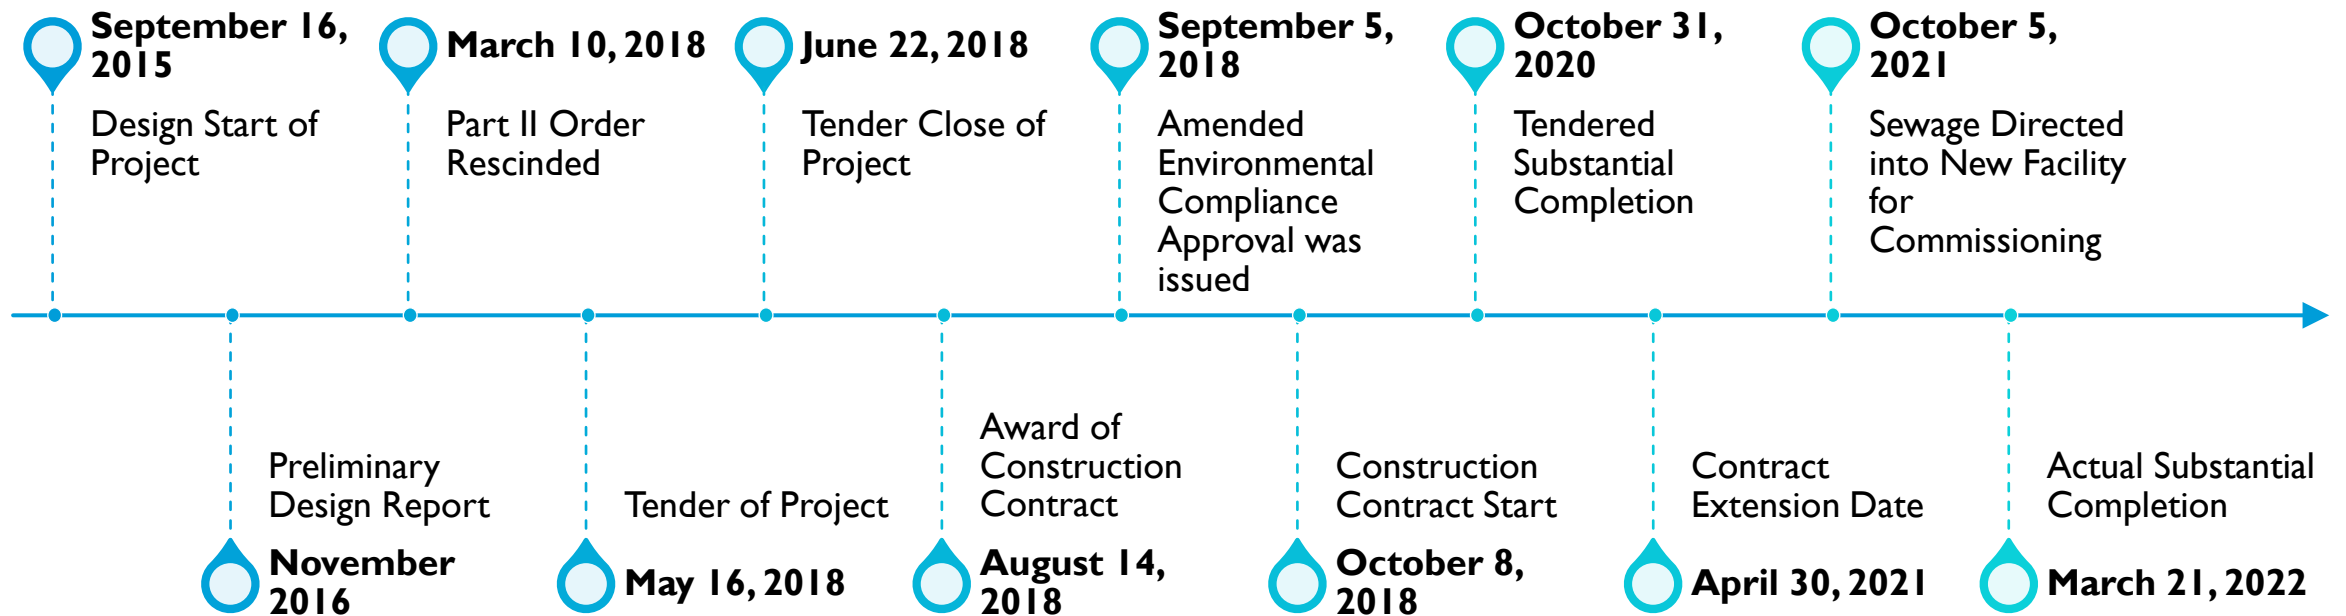 September 16,
2015
Design Start of
Project
March 10, 2018
Part II Order
Rescinded
June 22, 2018
Tender Close of
Project
September 5,
2018
Amended
Environmental
Compliance
Approval was
issued
October 31,
2020
Tendered
Substantial
Completion
October 5,
2021
Sewage Directed
into New Facility
for
Commissioning
Preliminary
Design Report
November
2016
Tender of Project
May 16, 2018
Award of
Construction
Contract
August 14,
2018
Construction
Contract Start
October 8,
2018
Contract
Extension Date
April 30, 2021
Actual Substantial
Completion
March 21, 2022